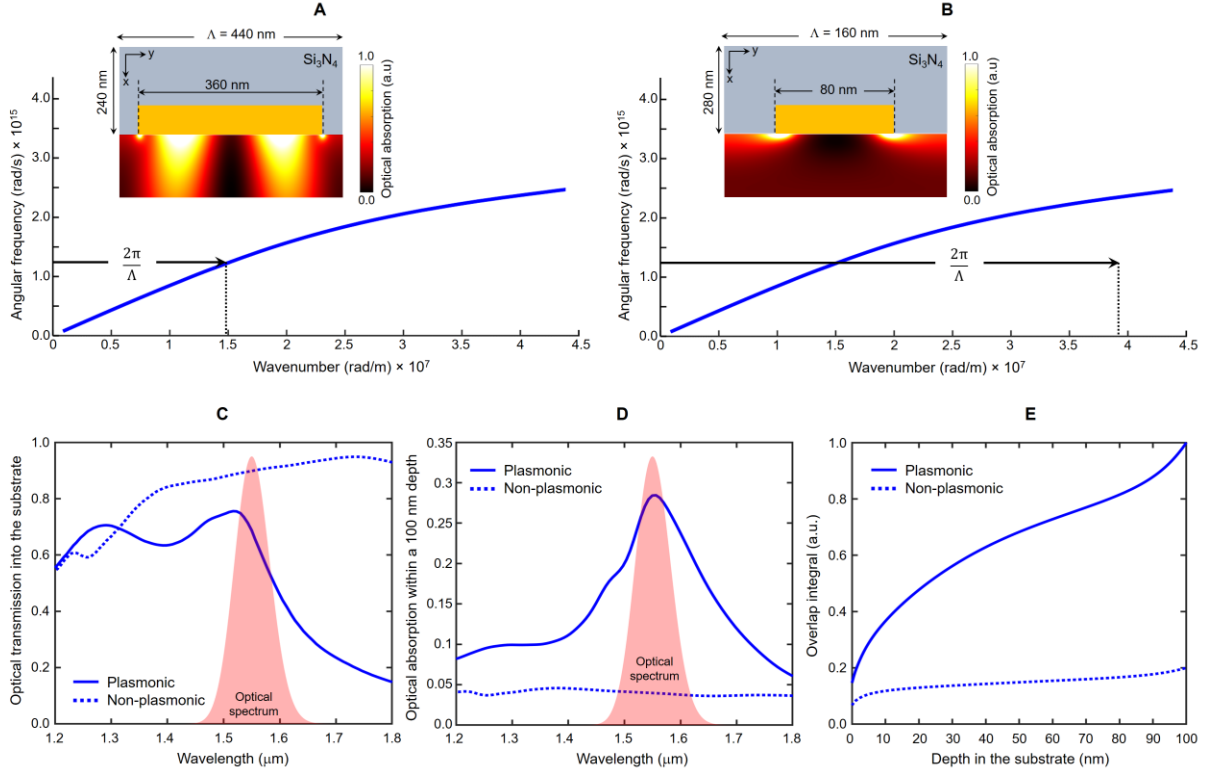 A
Λ = 440 nm
y
x
Si₃N₄
240 nm
360 nm
1.0
0.0
Optical absorption (a.u)
4.0
3.0
2.0
1.0
0.0
Angular frequency (rad/s) × 10¹⁵
2π
Λ
0 0.5 1 1.5 2 2.5 3 3.5 4 4.5
Wavenumber (rad/m) × 10⁷
B
Λ = 160 nm
y
x
Si₃N₄
280 nm
80 nm
1.0
0.0
Optical absorption (a.u)
4.0
3.0
2.0
1.0
0.0
Angular frequency (rad/s) × 10¹⁵
2π
Λ
0 0.5 1 1.5 2 2.5 3 3.5 4 4.5
Wavenumber (rad/m) × 10⁷
C
1.0
0.8
0.6
0.4
0.2
0.0
Optical transmission into the substrate
Plasmonic
Non-plasmonic
Optical
spectrum
1.2 1.3 1.4 1.5 1.6 1.7 1.8
Wavelength (μm)
D
0.35
0.3
0.25
0.2
0.15
0.1
0.05
0.0
Optical absorption within a 100 nm depth
Plasmonic
Non-plasmonic
Optical
spectrum
1.2 1.3 1.4 1.5 1.6 1.7 1.8
Wavelength (μm)
E
1.0
0.8
0.6
0.4
0.2
0.0
Overlap integral (a.u.)
Plasmonic
Non-plasmonic
0 10 20 30 40 50 60 70 80 90 100
Depth in the substrate (nm)